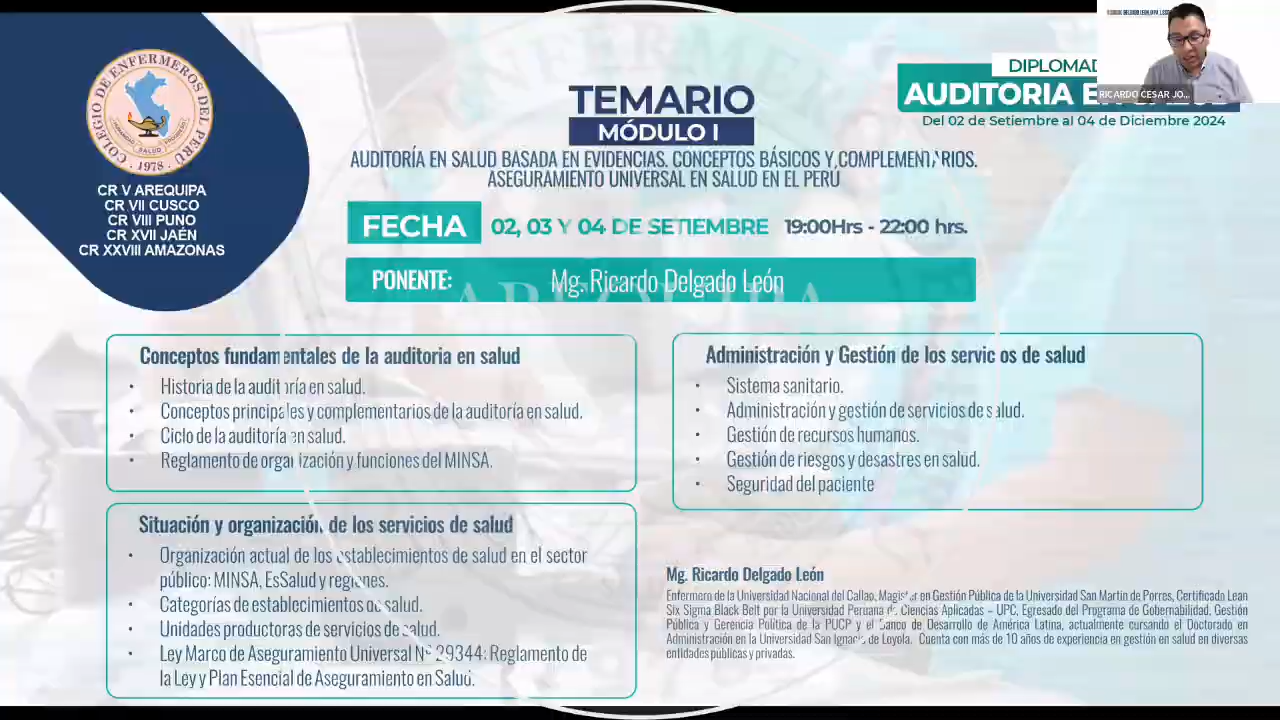 COLEGIO DE ENFERMEROS DEL PERÚ
1978
CR V AREQUIPA
CR VII CUSCO
CR VIII PUNO
CR XVII JAÉN
CR XXVIII AMAZONAS
TEMARIO
MÓDULO I
AUDITORÍA EN SALUD BASADA EN EVIDENCIAS. CONCEPTOS BÁSICOS Y COMPLEMENTARIOS.
ASEGURAMIENTO UNIVERSAL EN SALUD EN EL PERÚ
FECHA 02, 03 Y 04 DE SETIEMBRE 19:00Hrs - 22:00 hrs.
PONENTE: Mg. Ricardo Delgado León
DIPLOMAD
AUDITORIA EN SALUD
Del 02 de Setiembre al 04 de Diciembre 2024
RICARDO CESAR JO...
Conceptos fundamentales de la auditoria en salud
• Historia de la auditoría en salud.
• Conceptos principales y complementarios de la auditoría en salud.
• Ciclo de la auditoría en salud.
• Reglamento de organización y funciones del MINSA.
Situación y organización de los servicios de salud
• Organización actual de los establecimientos de salud en el sector
público: MINSA, EsSalud y regiones.
• Categorías de establecimientos de salud.
• Unidades productoras de servicios de salud.
• Ley Marco de Aseguramiento Universal N° 29344: Reglamento de
la Ley y Plan Esencial de Aseguramiento en Salud.
Administración y Gestión de los servicios de salud
• Sistema sanitario.
• Administración y gestión de servicios de salud.
• Gestión de recursos humanos.
• Gestión de riesgos y desastres en salud.
• Seguridad del paciente
Mg. Ricardo Delgado León
Enfermero de la Universidad Nacional del Callao, Magister en Gestión Pública de la Universidad San Martin de Porres, Certificado Lean
Six Sigma Black Belt por la Universidad Peruana de Ciencias Aplicadas – UPC, Egresado del Programa de Gobernabilidad, Gestión
Pública y Gerencia Política de la PUCP y el Banco de Desarrollo de América Latina, actualmente cursando el Doctorado en
Administración en la Universidad San Ignacio de Loyola. Cuenta con más de 10 años de experiencia en gestión en salud en diversas
entidades publicas y privadas.